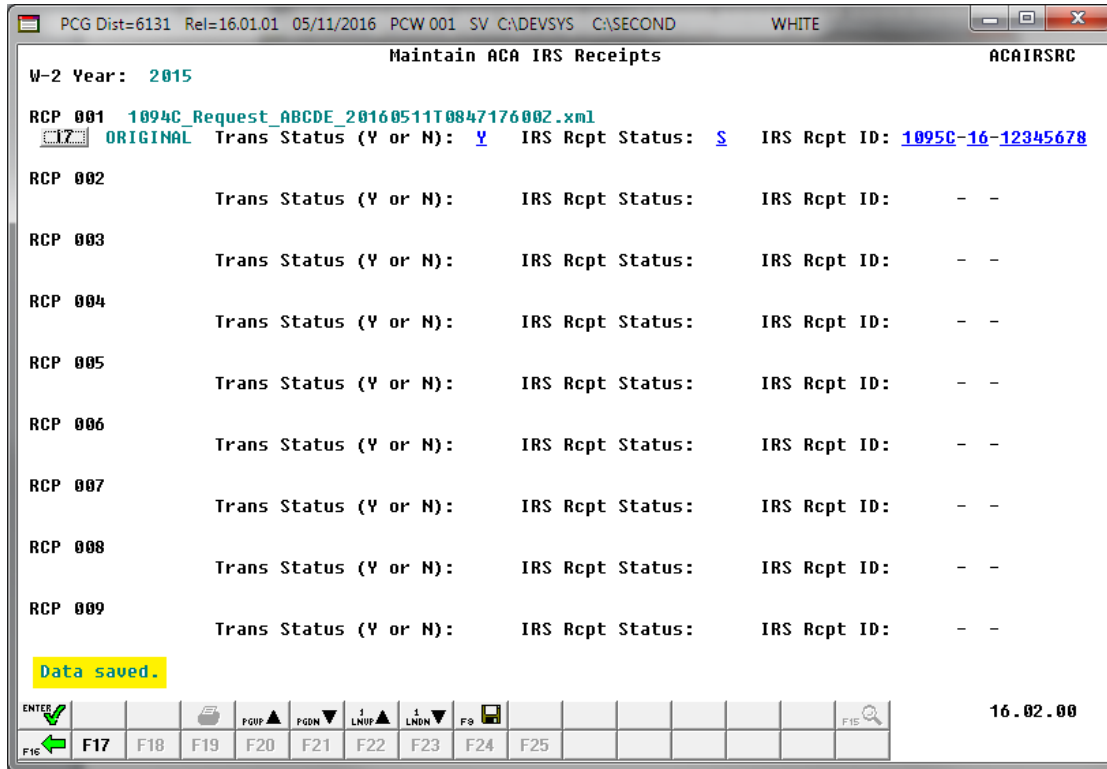 PCG Dist=6131 Rel=16.01.01 05/11/2016 PCW 001 SV C:\DEVSYS C:\SECOND WHITE
Maintain ACA IRS Receipts ACAIRSRC
W-2 Year: 2015
RCP 001 1094C_Request_ABCDE_20160511T084717600Z.xml
17 ORIGINAL Trans Status (Y or N): Y IRS Rcpt Status: S IRS Rcpt ID: 1095C-16-12345678
RCP 002
Trans Status (Y or N): IRS Rcpt Status: IRS Rcpt ID: - -
RCP 003
Trans Status (Y or N): IRS Rcpt Status: IRS Rcpt ID: - -
RCP 004
Trans Status (Y or N): IRS Rcpt Status: IRS Rcpt ID: - -
RCP 005
Trans Status (Y or N): IRS Rcpt Status: IRS Rcpt ID: - -
RCP 006
Trans Status (Y or N): IRS Rcpt Status: IRS Rcpt ID: - -
RCP 007
Trans Status (Y or N): IRS Rcpt Status: IRS Rcpt ID: - -
RCP 008
Trans Status (Y or N): IRS Rcpt Status: IRS Rcpt ID: - -
RCP 009
Trans Status (Y or N): IRS Rcpt Status: IRS Rcpt ID: - -
Data saved.
ENTER PGUP PGDN 1 LNUP 1 LNDN F9 F15 16.02.00
F16 F17 F18 F19 F20 F21 F22 F23 F24 F25